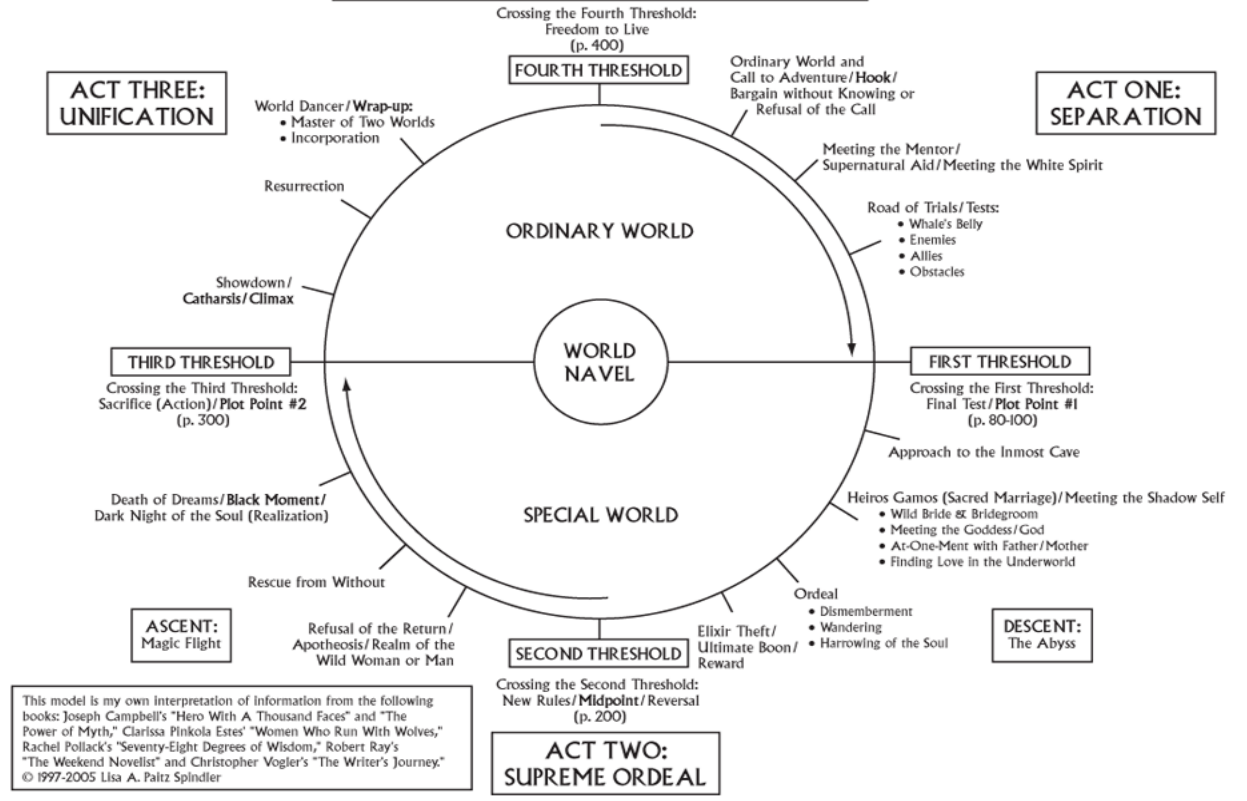 Crossing the Fourth Threshold:
Freedom to Live
(p. 400)
FOURTH THRESHOLD
ACT THREE:
UNIFICATION
ACT ONE:
SEPARATION
Ordinary World and
Call to Adventure/Hook/
Bargain without Knowing or
Refusal of the Call
Meeting the Mentor/
Supernatural Aid/Meeting the White Spirit
Road of Trials/Tests:
• Whale's Belly
• Enemies
• Allies
• Obstacles
World Dancer/Wrap-up:
• Master of Two Worlds
• Incorporation
Resurrection
Showdown/
Catharsis/Climax
ORDINARY WORLD
WORLD
NAVEL
THIRD THRESHOLD
Crossing the Third Threshold:
Sacrifice (Action)/Plot Point #2
(p. 300)
FIRST THRESHOLD
Crossing the First Threshold:
Final Test/Plot Point #1
(p. 80-100)
Approach to the Inmost Cave
Heiros Gamos (Sacred Marriage)/Meeting the Shadow Self
• Wild Bride & Bridegroom
• Meeting the Goddess/God
• At-One-Ment with Father/Mother
• Finding Love in the Underworld
SPECIAL WORLD
Death of Dreams/Black Moment/
Dark Night of the Soul (Realization)
Rescue from Without
Refusal of the Return/
Apotheosis/Realm of the
Wild Woman or Man
ASCENT:
Magic Flight
Ordeal
• Dismemberment
• Wandering
• Harrowing of the Soul
Elixir Theft/
Ultimate Boon/
Reward
DESCENT:
The Abyss
SECOND THRESHOLD
Crossing the Second Threshold:
New Rules/Midpoint/Reversal
(p. 200)
ACT TWO:
SUPREME ORDEAL
This model is my own interpretation of information from the following
books: Joseph Campbell's "Hero With A Thousand Faces" and "The
Power of Myth," Clarissa Pinkola Estes' "Women Who Run With Wolves,"
Rachel Pollack's "Seventy-Eight Degrees of Wisdom," Robert Ray's
"The Weekend Novelist" and Christopher Vogler's "The Writer's Journey."
© 1997-2005 Lisa A. Paitz Spindler